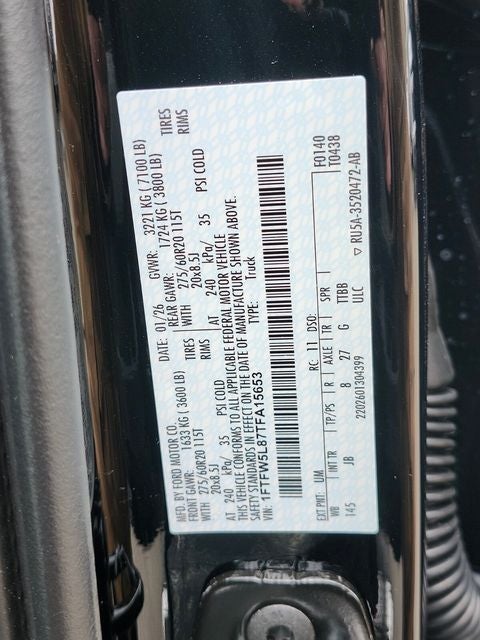 MFD. BY FORD MOTOR CO.
DATE: 01/26 GVWR: 3221 KG ( 7100 LB)
FRONT GAWR: 1633 KG ( 3600 LB) REAR GAWR: 1724 KG ( 3800 LB)
WITH 275/60R20 115T TIRES WITH 275/60R20 115T TIRES
20x8.5J RIMS 20x8.5J RIMS
AT 240 kPa/ 35 PSI COLD AT 240 kPa/ 35 PSI COLD
THIS VEHICLE CONFORMS TO ALL APPLICABLE FEDERAL MOTOR VEHICLE
SAFETY STANDARDS IN EFFECT ON THE DATE OF MANUFACTURE SHOWN ABOVE.
VIN: 1FTFW5L87TFA15653 TYPE: Truck
F0140
EXT PNT: UM RC: 11 DSO: T0438
WB INT TR TP/PS R AXLE TR SPR
145 JB 8 27 G TTBB
ULC
2202601304399 ▽ RU5A-3520472-AB